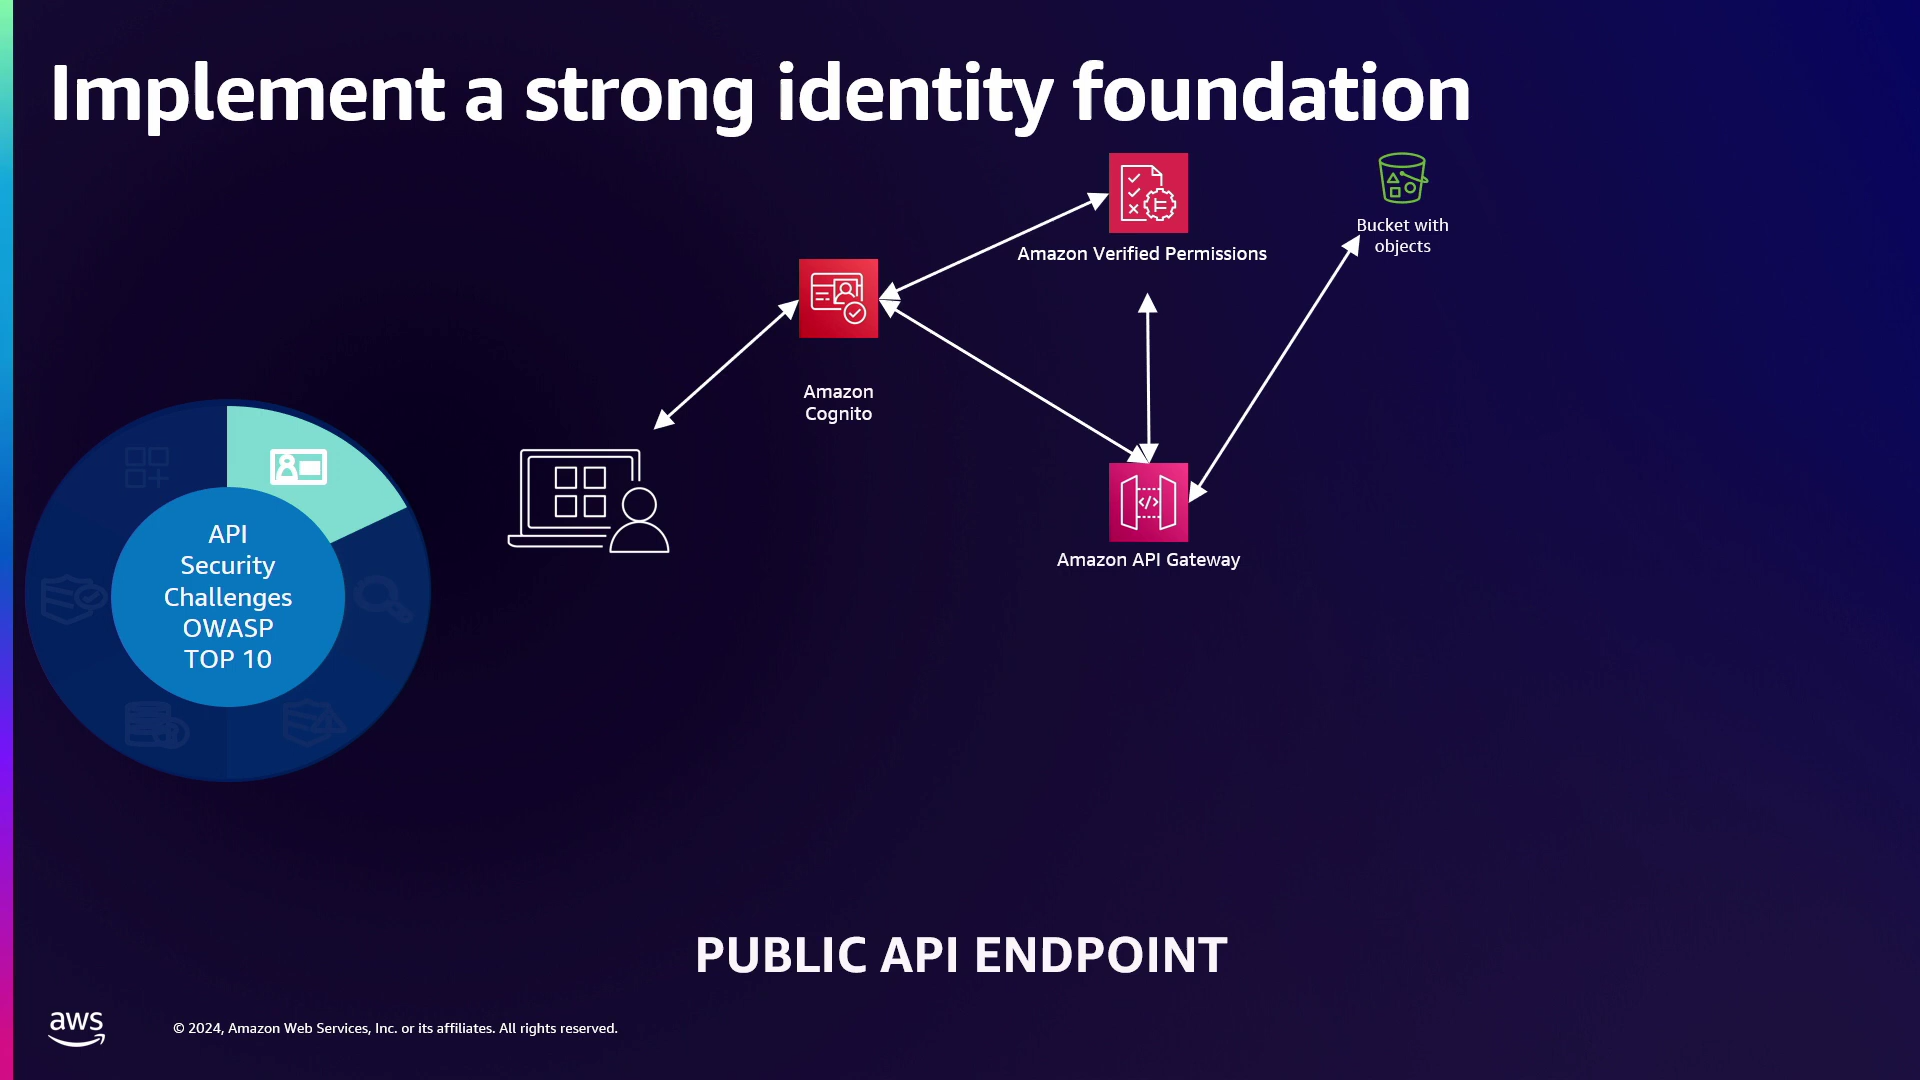 Implement a strong identity foundation
Bucket with
objects
Amazon Verified Permissions
Amazon
Cognito
API
Security
Challenges
OWASP
TOP 10
Amazon API Gateway
PUBLIC API ENDPOINT
aws
© 2024, Amazon Web Services, Inc. or its affiliates. All rights reserved.